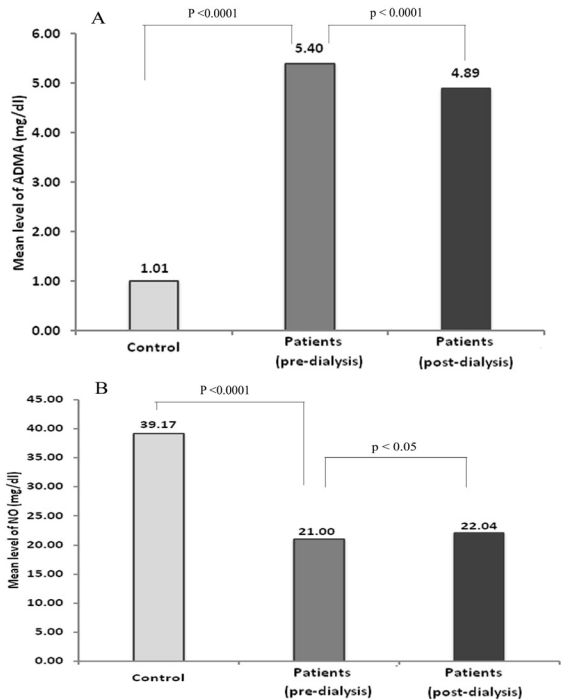 A
P <0.0001
p < 0.0001
6.00
5.00
4.00
3.00
2.00
1.00
0.00
Mean level of ADMA (mg/dl)
1.01
5.40
4.89
Control
Patients
(pre-dialysis)
Patients
(post-dialysis)
B
P <0.0001
p < 0.05
45.00
40.00
35.00
30.00
25.00
20.00
15.00
10.00
5.00
0.00
Mean level of NO (mg/dl)
39.17
21.00
22.04
Control
Patients
(pre-dialysis)
Patients
(post-dialysis)